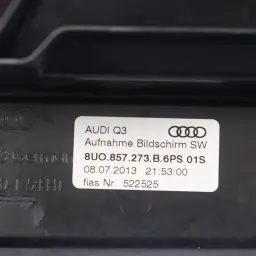 AUDI Q3
Aufnahme Bildschirm SW
8U0.857.273.B.6PS 01S
08.07.2013 21:53:00
fias Nr. 522525